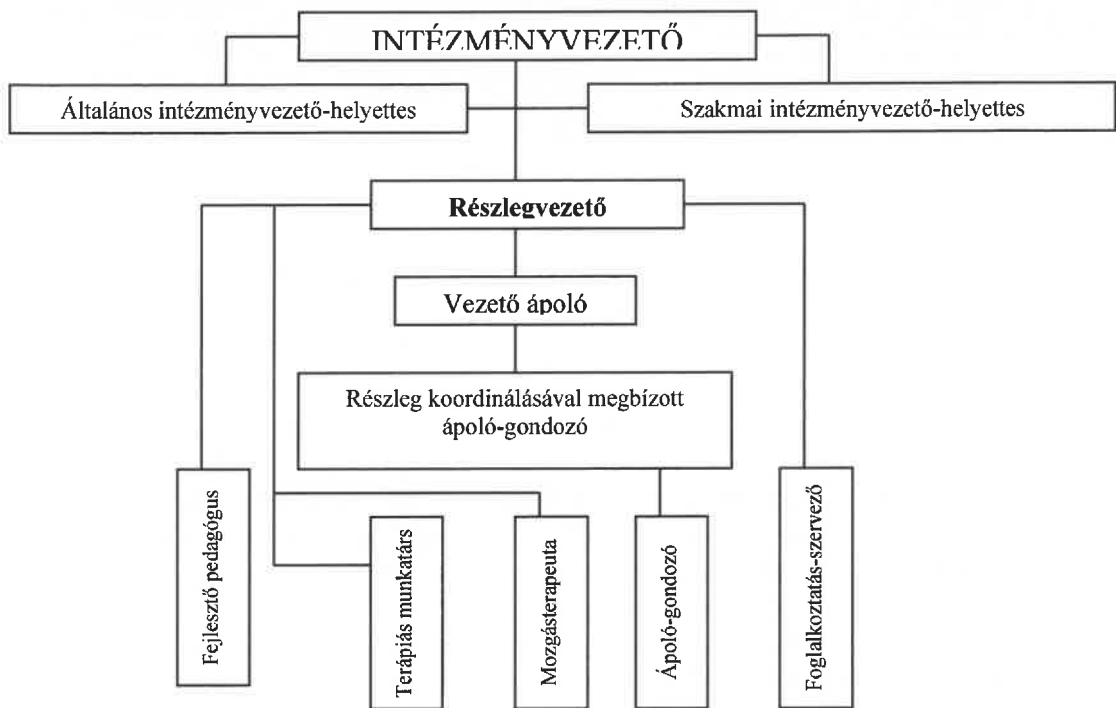 INTÉZMÉNYVEZETŐ
Általános intézményvezető-helyettes
Szakmai intézményvezető-helyettes
Részlegvezető
Vezető ápoló
Részleg koordinálásával megbízott
ápoló-gondozó
Fejlesztő pedagógus
Terápiás munkatárs
Mozgásterapeuta
Ápoló-gondozó
Foglalkoztatás-szervező